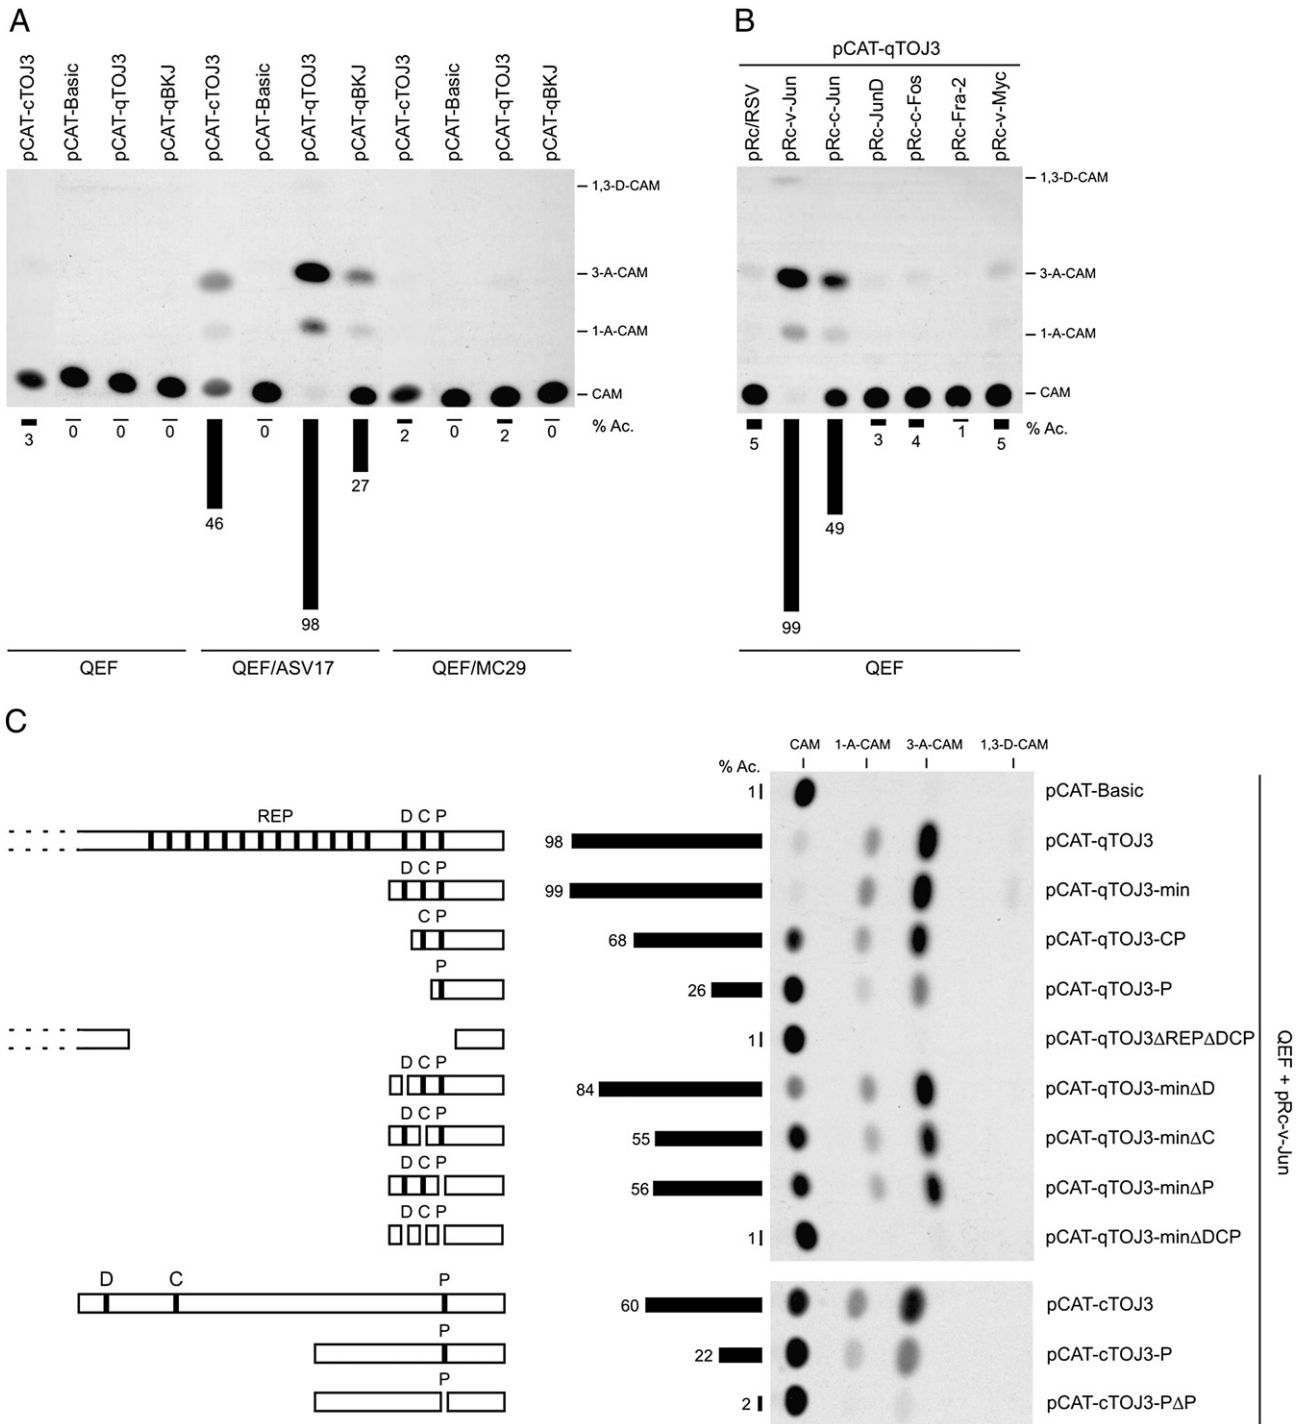 A
pCAT-cTOJ3
pCAT-Basic
pCAT-qTOJ3
pCAT-qBKJ
pCAT-cTOJ3
pCAT-Basic
pCAT-qTOJ3
pCAT-qBKJ
pCAT-cTOJ3
pCAT-Basic
pCAT-qTOJ3
pCAT-qBKJ
1,3-D-CAM
3-A-CAM
1-A-CAM
CAM
% Ac.
3 0 0 0 46 0 98 27 2 0 2 0
QEF QEF/ASV17 QEF/MC29
B
pCAT-qTOJ3
pRc/RSV
pRc-v-Jun
pRc-c-Jun
pRc-JunD
pRc-c-Fos
pRc-Fra-2
pRc-v-Myc
1,3-D-CAM
3-A-CAM
1-A-CAM
CAM
% Ac.
5 99 49 3 4 1 5
QEF
C
CAM 1-A-CAM 3-A-CAM 1,3-D-CAM
% Ac.
1 pCAT-Basic
REP D C P
98 pCAT-qTOJ3
D C P
99 pCAT-qTOJ3-min
C P
68 pCAT-qTOJ3-CP
P
26 pCAT-qTOJ3-P
1 pCAT-qTOJ3ΔREPΔDCP
D C P
84 pCAT-qTOJ3-minΔD
D C P
55 pCAT-qTOJ3-minΔC
D C P
56 pCAT-qTOJ3-minΔP
D C P
1 pCAT-qTOJ3-minΔDCP
D C P
60 pCAT-cTOJ3
P
22 pCAT-cTOJ3-P
P
2 pCAT-cTOJ3-PΔP
QEF + pRc-v-Jun